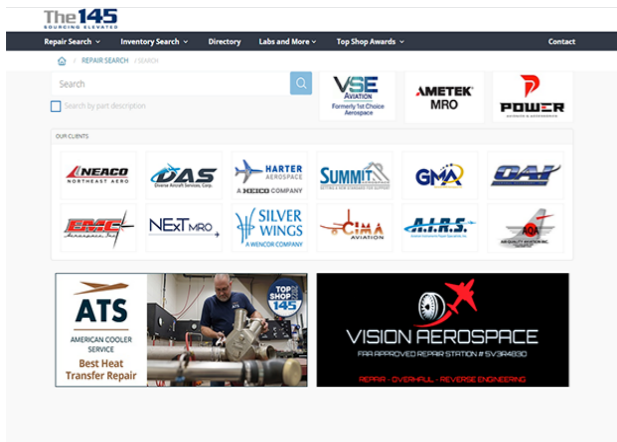 The145
SOURCING ELEVATED
Repair Search Inventory Search Directory Labs and More Top Shop Awards Contact
/ REPAIR SEARCH / SEARCH
Search
Search by part description
VSE
AVIATION
Formerly 1st Choice
Aerospace
AMETEK
MRO
POWER
OUR CLIENTS
NEACO
NORTHEAST AERO
DAS
Diverse Aircraft Services, Corp.
HARTER
AEROSPACE
A HEICO COMPANY
SUMMIT
GMA
OAI
EMC
Aerospace, Inc.
NExT MRO
SILVER
WINGS
A WENCOR COMPANY
CIMA
AVIATION
A.I.R.S.
AQA
ATS
AMERICAN COOLER
SERVICE
Best Heat
Transfer Repair
TOP
SHOP
145
VISION AEROSPACE
FAA APPROVED REPAIR STATION # 5V3R4830
REPAIR - OVERHAUL - REVERSE ENGINEERING